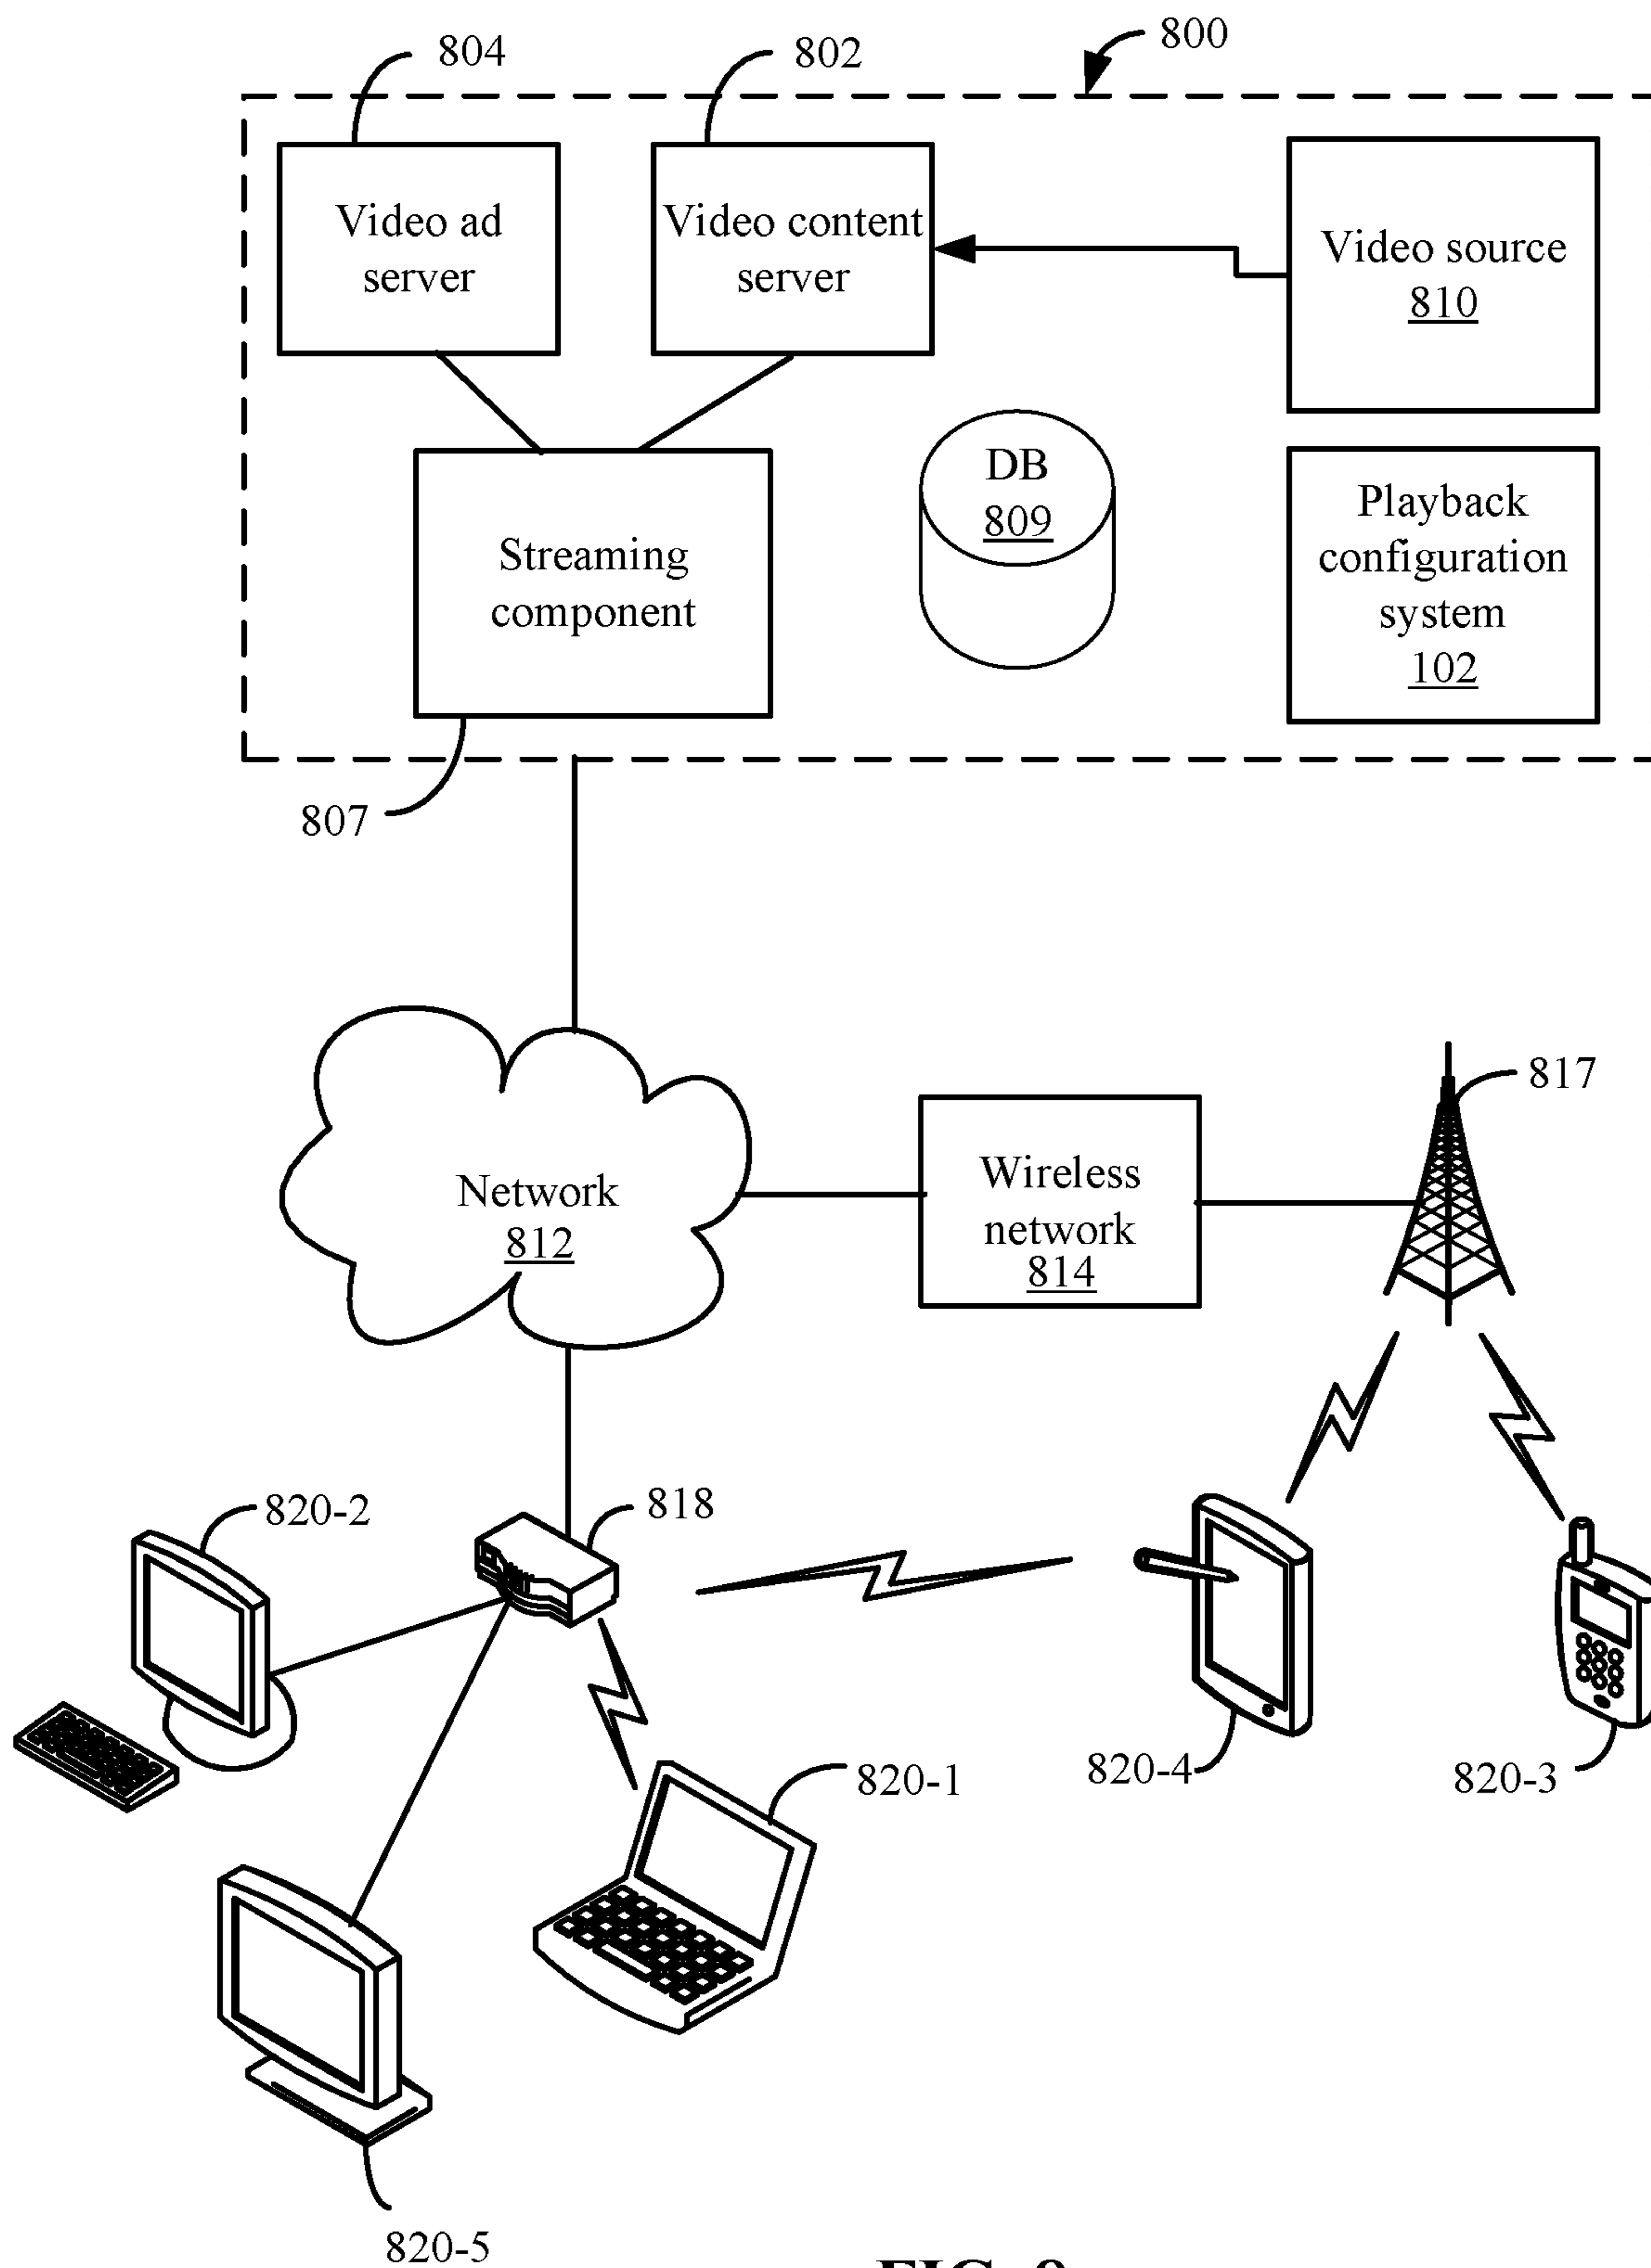 800
804
802
Video ad
server
Video content
server
Video source
810
DB
809
Playback
configuration
system
102
Streaming
component
807
817
Network
812
Wireless
network
814
820-2
818
820-1
820-4
820-3
820-5